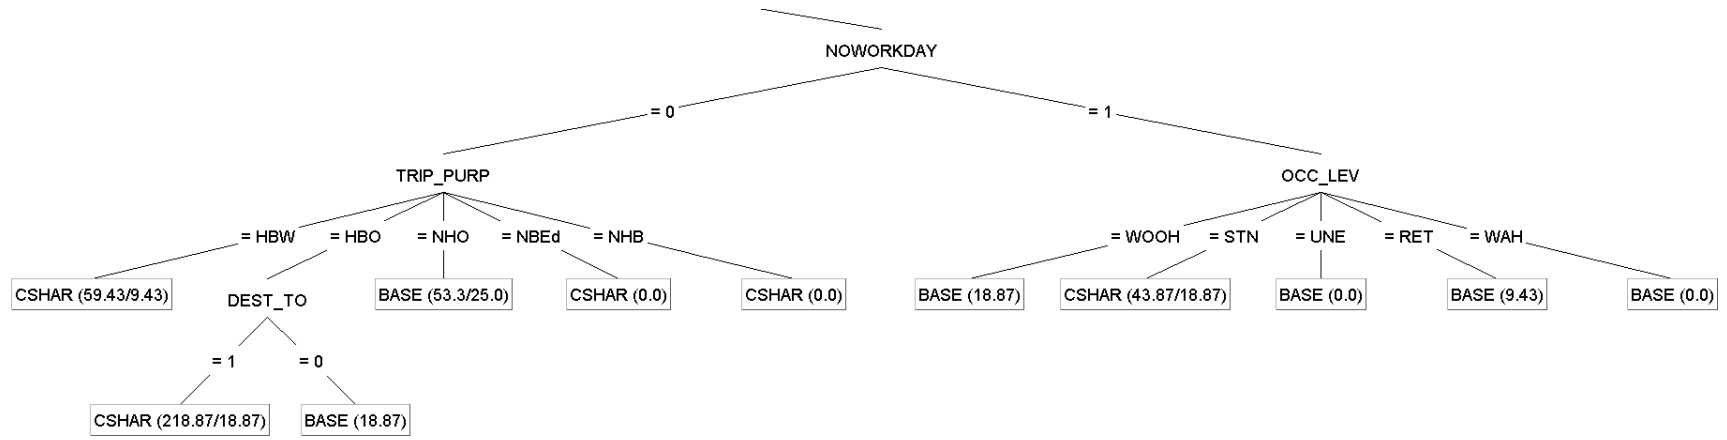 NOWORKDAY
= 0 = 1
TRIP_PURP OCC_LEV
= HBW = HBO = NHO = NBEd = NHB = WOOH = STN = UNE = RET = WAH
CSHAR (59.43/9.43) DEST_TO BASE (53.3/25.0) CSHAR (0.0) CSHAR (0.0) BASE (18.87) CSHAR (43.87/18.87) BASE (0.0) BASE (9.43) BASE (0.0)
= 1 = 0
CSHAR (218.87/18.87) BASE (18.87)